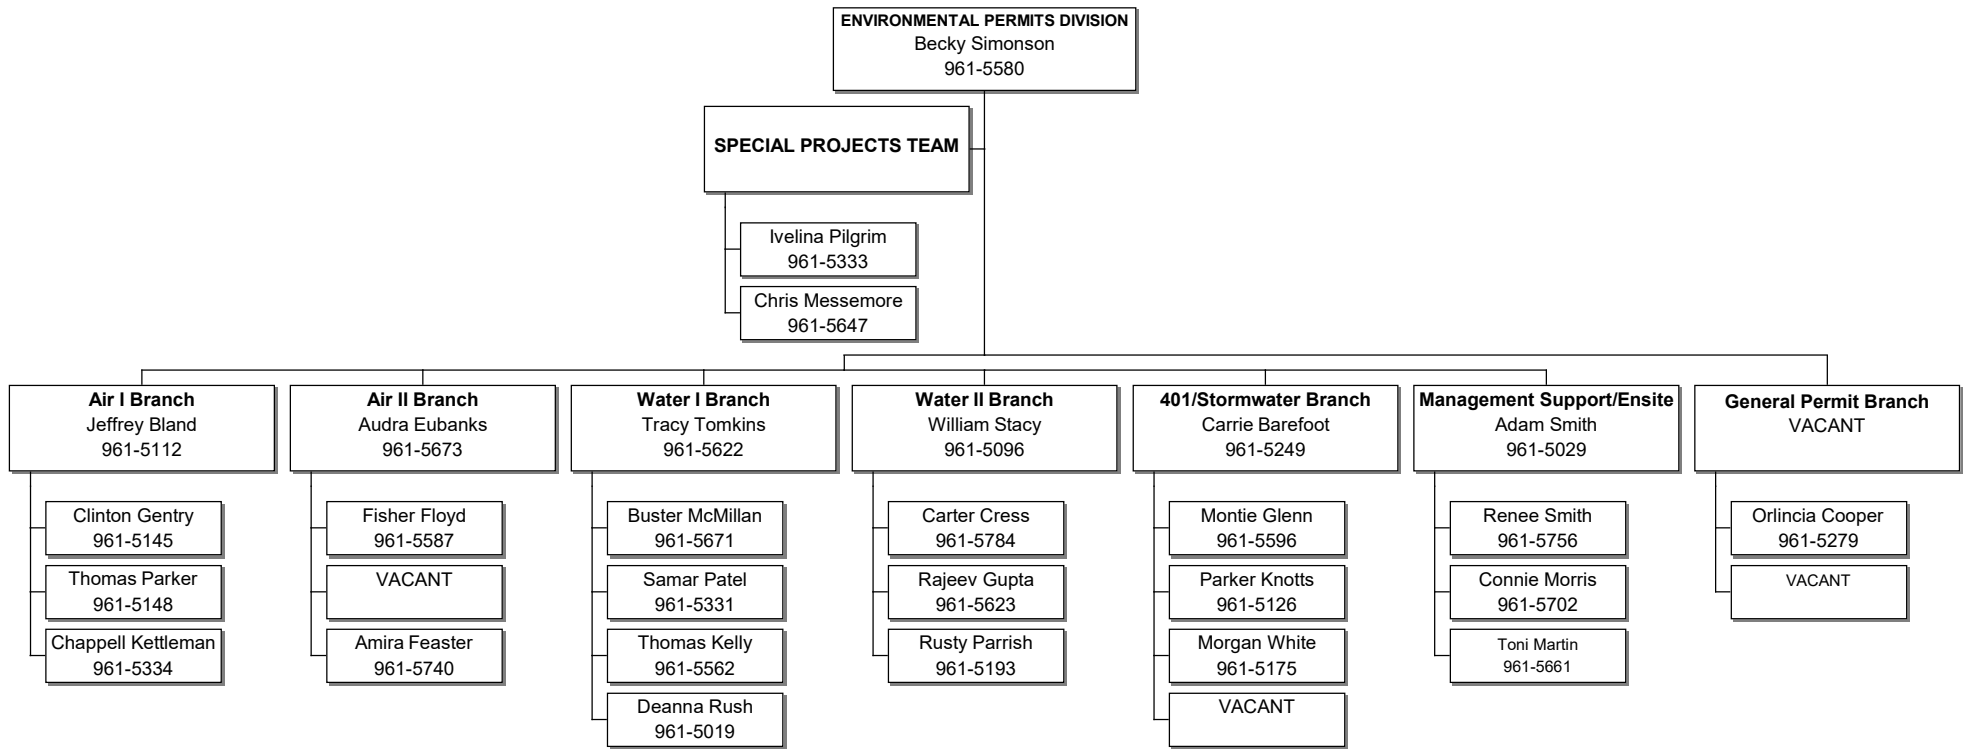 ENVIRONMENTAL PERMITS DIVISION
Becky Simonson
961-5580
SPECIAL PROJECTS TEAM
Ivelina Pilgrim
961-5333
Chris Messemore
961-5647
Air I Branch
Jeffrey Bland
961-5112
Clinton Gentry
961-5145
Thomas Parker
961-5148
Chappell Kettleman
961-5334
Air II Branch
Audra Eubanks
961-5673
Fisher Floyd
961-5587
VACANT
Amira Feaster
961-5740
Water I Branch
Tracy Tomkins
961-5622
Buster McMillan
961-5671
Samar Patel
961-5331
Thomas Kelly
961-5562
Deanna Rush
961-5019
Water II Branch
William Stacy
961-5096
Carter Cress
961-5784
Rajeev Gupta
961-5623
Rusty Parrish
961-5193
401/Stormwater Branch
Carrie Barefoot
961-5249
Montie Glenn
961-5596
Parker Knotts
961-5126
Morgan White
961-5175
VACANT
Management Support/Ensite
Adam Smith
961-5029
Renee Smith
961-5756
Connie Morris
961-5702
Toni Martin
961-5661
General Permit Branch
VACANT
Orlincia Cooper
961-5279
VACANT